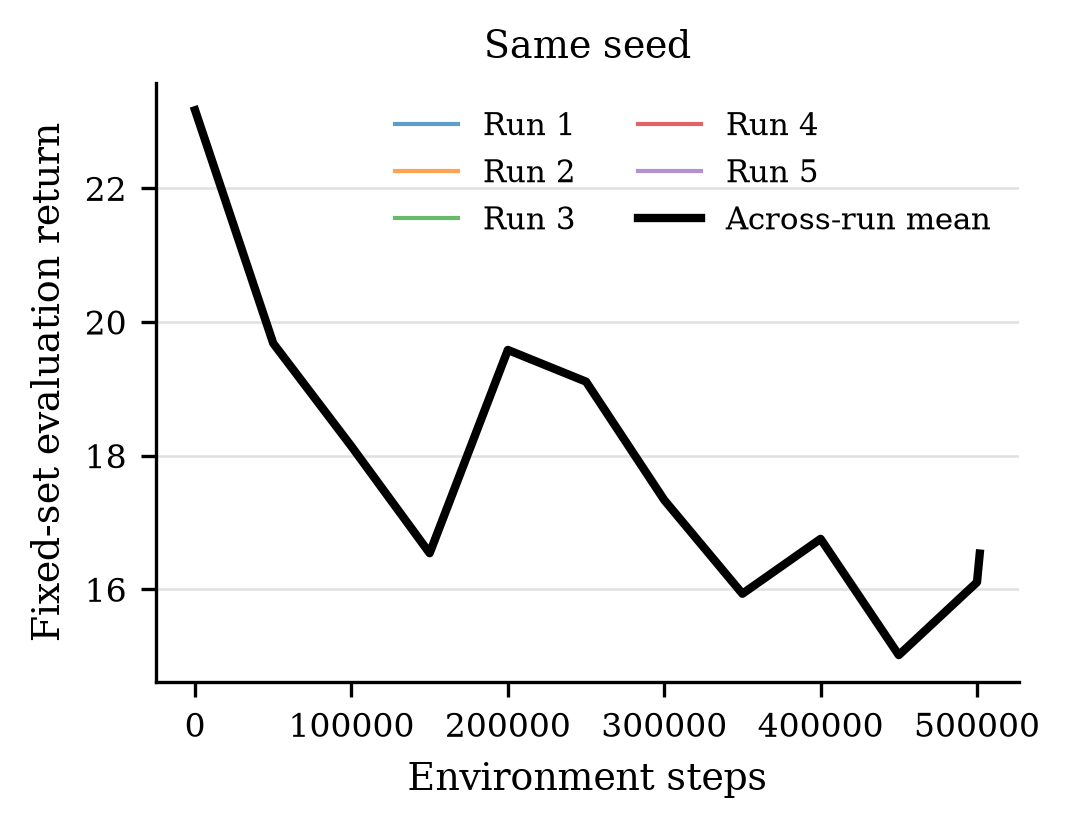 Same seed
Fixed-set evaluation return
22
20
18
16
Run 1
Run 2
Run 3
Run 4
Run 5
Across-run mean
0
100000
200000
300000
400000
500000
Environment steps